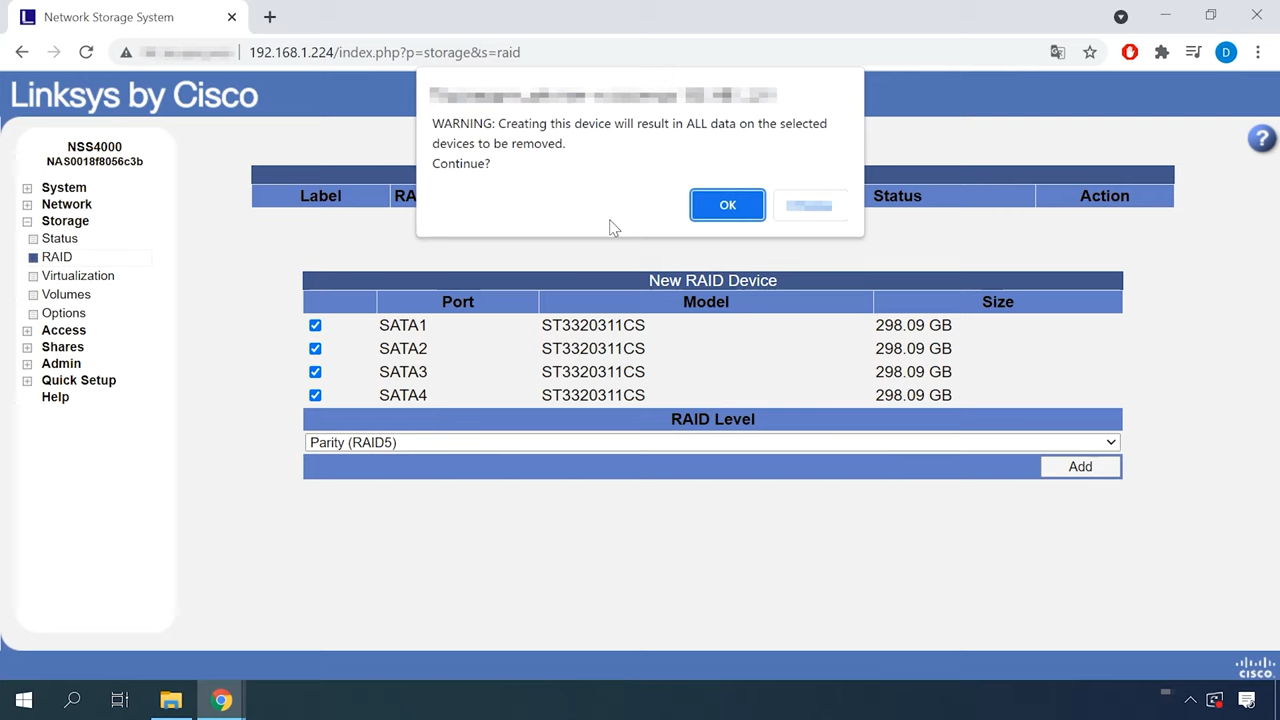 Network Storage System
192.168.1.224/index.php?p=storage&s=raid
D
Linksys by Cisco
WARNING: Creating this device will result in ALL data on the selected
devices to be removed.
Continue?
OK
?
NSS4000
NAS0018f8056c3b
System
Network
Storage
Status
RAID
Virtualization
Volumes
Options
Access
Shares
Admin
Quick Setup
Help
Label RA Status Action
New RAID Device
Port Model Size
SATA1 ST3320311CS 298.09 GB
SATA2 ST3320311CS 298.09 GB
SATA3 ST3320311CS 298.09 GB
SATA4 ST3320311CS 298.09 GB
RAID Level
Parity (RAID5)
Add
CISCO